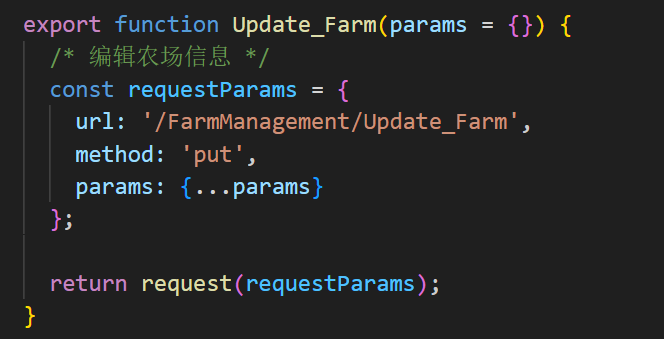 export function Update_Farm(params = {}) {
/* 编辑农场信息 */
const requestParams = {
url: '/FarmManagement/Update_Farm',
method: 'put',
params: {...params}
};
return request(requestParams);
}